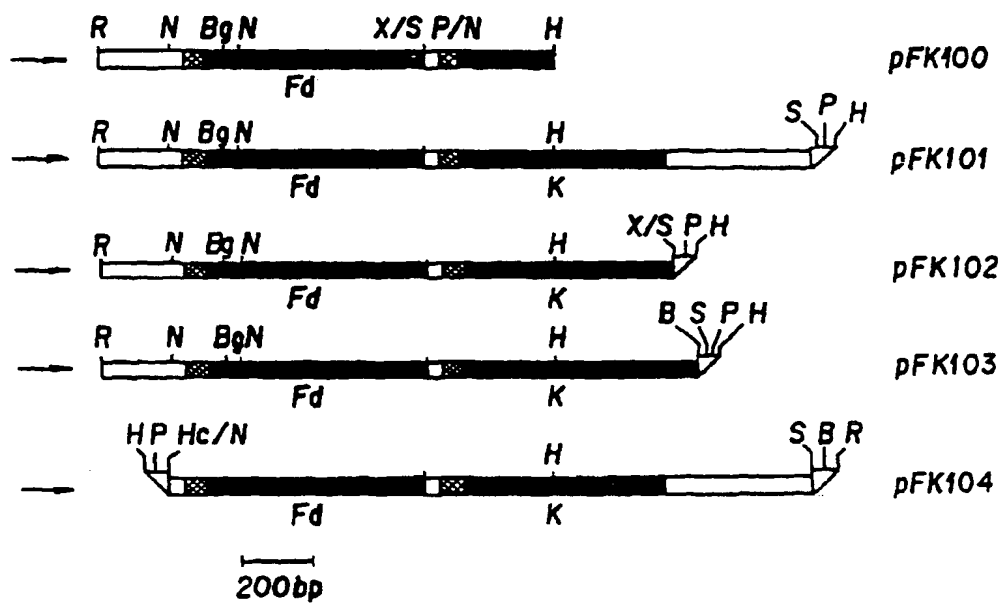 R N Bg N X/S P/N H
pFK100
Fd
R N Bg N H S P H
pFK101
Fd K
R N Bg N H X/S P H
pFK102
Fd K
R N Bg N H B S P H
pFK103
Fd K
H P Hc/N H S B R
pFK104
Fd K
200bp